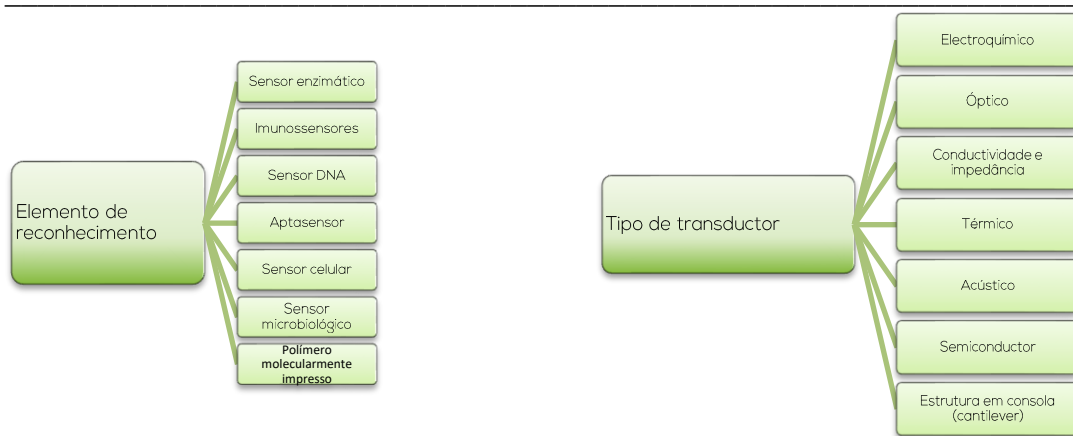 Elemento de
reconhecimento
Sensor enzimático
Imunossensores
Sensor DNA
Aptasensor
Sensor celular
Sensor
microbiológico
Polímero
molecularmente
impresso
Tipo de transductor
Electroquímico
Óptico
Conductividade e
impedância
Térmico
Acústico
Semiconductor
Estrutura em consola
(cantilever)